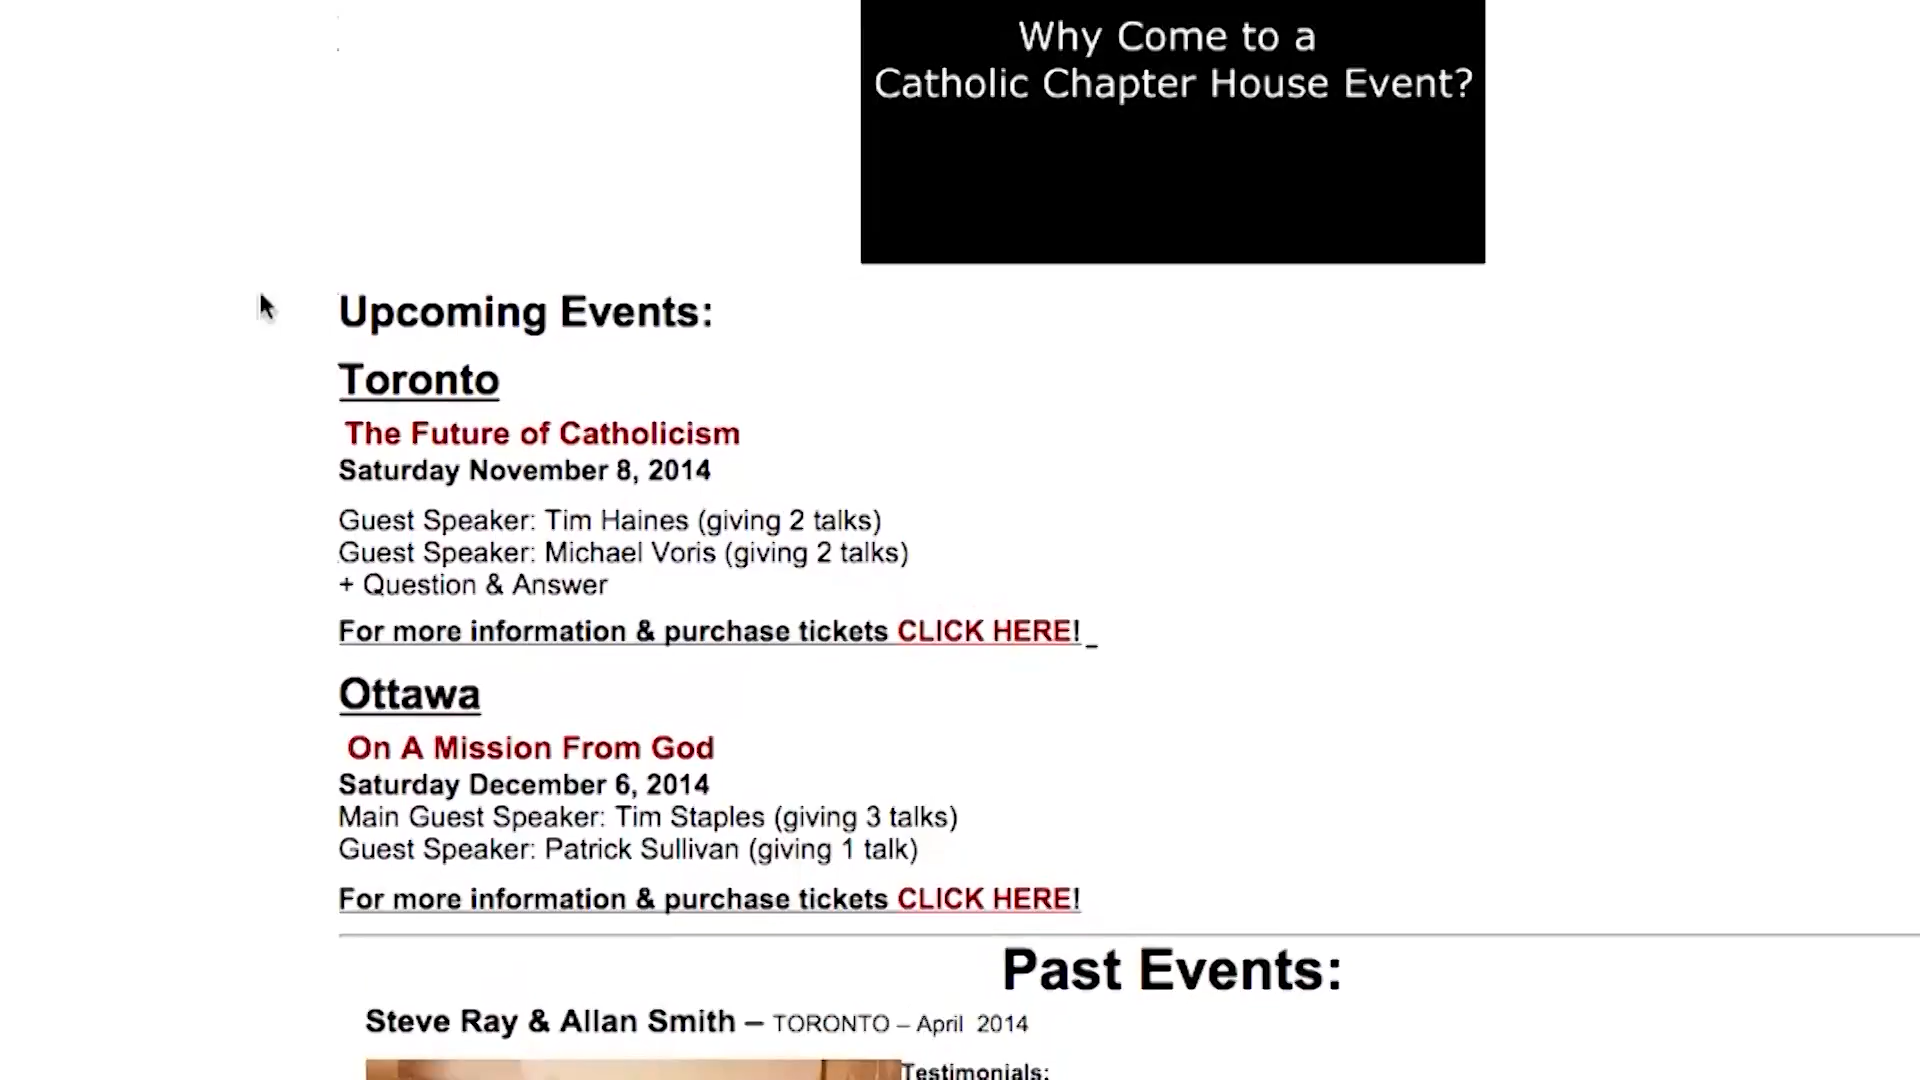 Why Come to a
Catholic Chapter House Event?
Upcoming Events:
Toronto
The Future of Catholicism
Saturday November 8, 2014
Guest Speaker: Tim Haines (giving 2 talks)
Guest Speaker: Michael Voris (giving 2 talks)
+ Question & Answer
For more information & purchase tickets CLICK HERE!
Ottawa
On A Mission From God
Saturday December 6, 2014
Main Guest Speaker: Tim Staples (giving 3 talks)
Guest Speaker: Patrick Sullivan (giving 1 talk)
For more information & purchase tickets CLICK HERE!
Past Events:
Steve Ray & Allan Smith – TORONTO – April 2014
Testimonials: